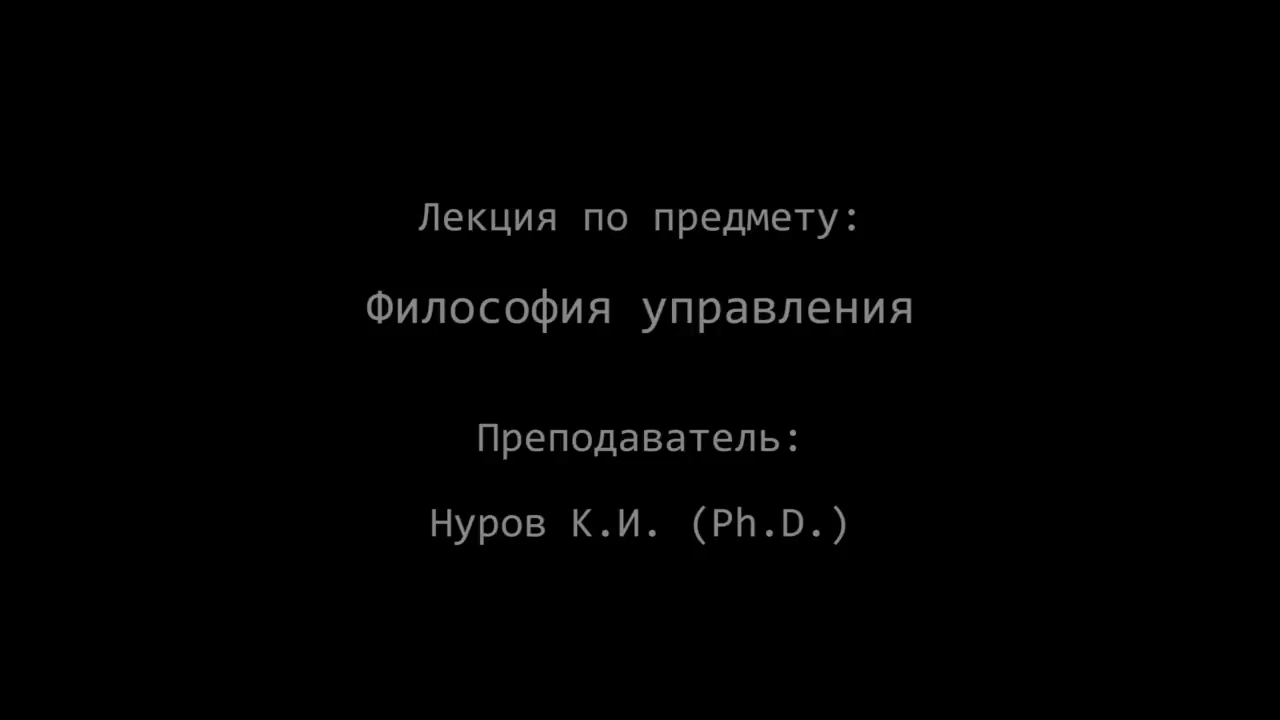 Лекция по предмету:
Философия управления
Преподаватель:
Нуров К.И. (Ph.D.)